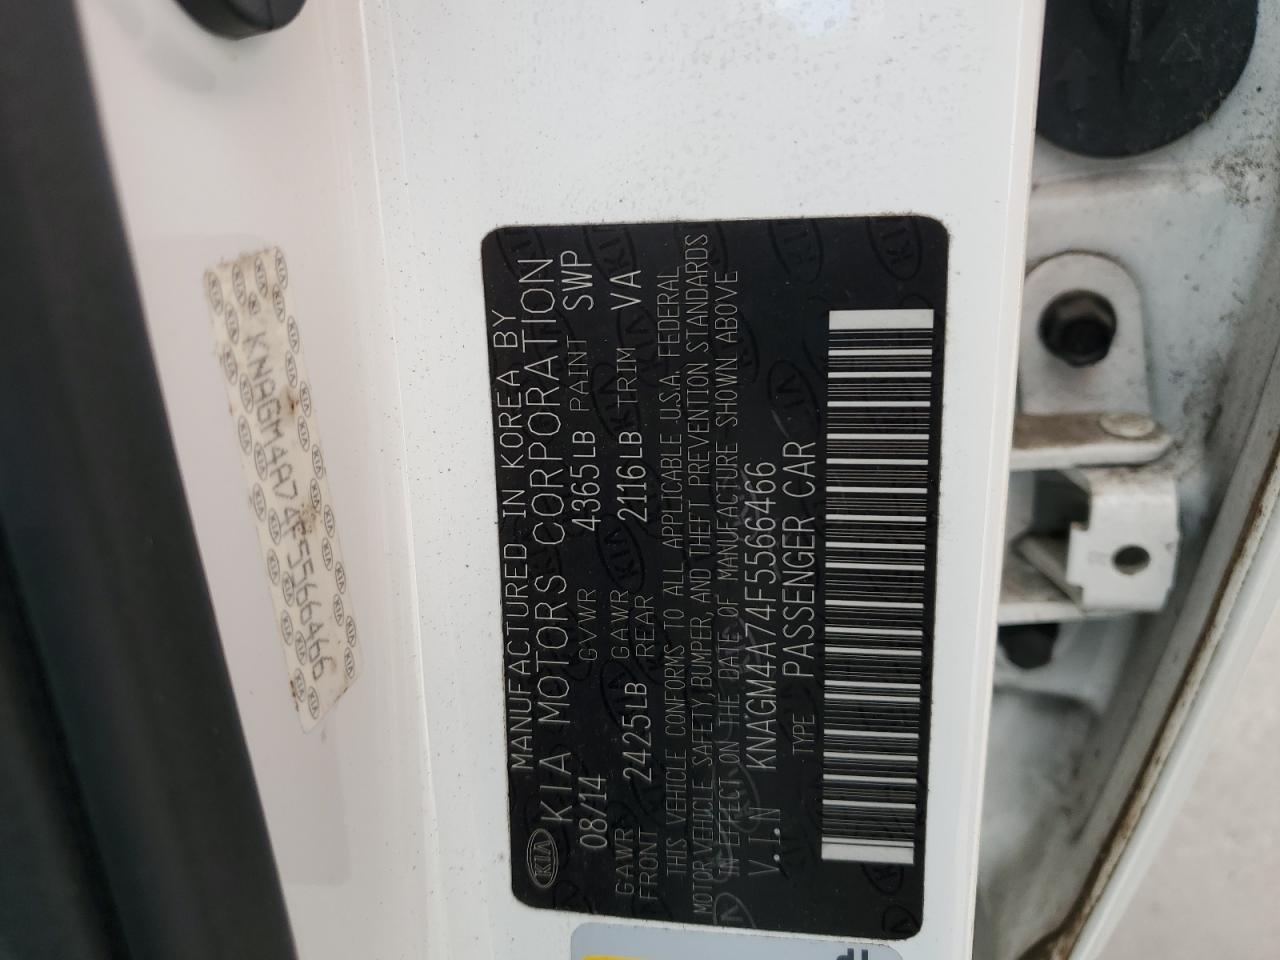 MANUFACTURED IN KOREA BY
KIA KIA MOTORS CORPORATION
08/14 GVWR 4365LB PAINT SWP
GAWR FRONT 2425LB GAWR REAR 2116LB TRIM VA
THIS VEHICLE CONFORMS TO ALL APPLICABLE U.S.A. FEDERAL
MOTOR VEHICLE SAFETY, BUMPER, AND THEFT PREVENTION STANDARDS
IN EFFECT ON THE DATE OF MANUFACTURE SHOWN ABOVE
V.I.N KNAGM4A74F5566466
TYPE PASSENGER CAR
KNAGM4A74F5566466